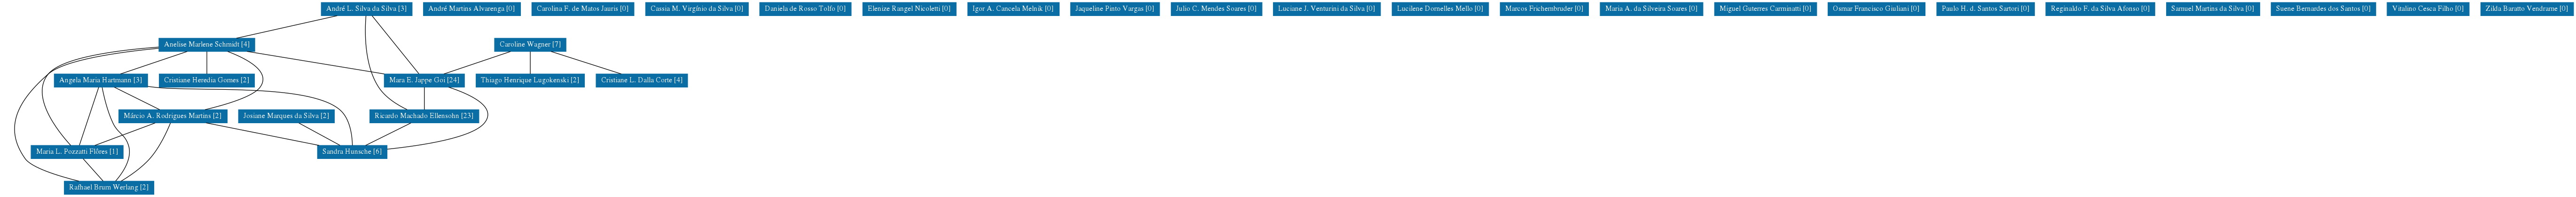 André L. Silva da Silva [3]
André Martins Alvarenga [0]
Carolina F. de Matos Jauris [0]
Cassia M. Virgínio da Silva [0]
Daniela de Rosso Tolfo [0]
Elenize Rangel Nicoletti [0]
Igor A. Cancela Melnik [0]
Jaqueline Pinto Vargas [0]
Julio C. Mendes Soares [0]
Luciane J. Venturini da Silva [0]
Lucilene Dornelles Mello [0]
Marcos Frichembruder [0]
Maria A. da Silveira Soares [0]
Miguel Guterres Carminatti [0]
Osmar Francisco Giuliani [0]
Paulo H. d. Santos Sartori [0]
Reginaldo F. da Silva Afonso [0]
Samuel Martins da Silva [0]
Suene Bernardes dos Santos [0]
Vitalino Cesca Filho [0]
Zilda Baratto Vendrame [0]
Anelise Marlene Schmidt [4]
Caroline Wagner [7]
Angela Maria Hartmann [3]
Cristiane Heredia Gomes [2]
Mara E. Jappe Goi [24]
Thiago Henrique Lugokenski [2]
Cristiane L. Dalla Corte [4]
Márcio A. Rodrigues Martins [2]
Josiane Marques da Silva [2]
Ricardo Machado Ellensohn [23]
Maria L. Pozzatti Flôres [1]
Sandra Hunsche [6]
Rafhael Brum Werlang [2]